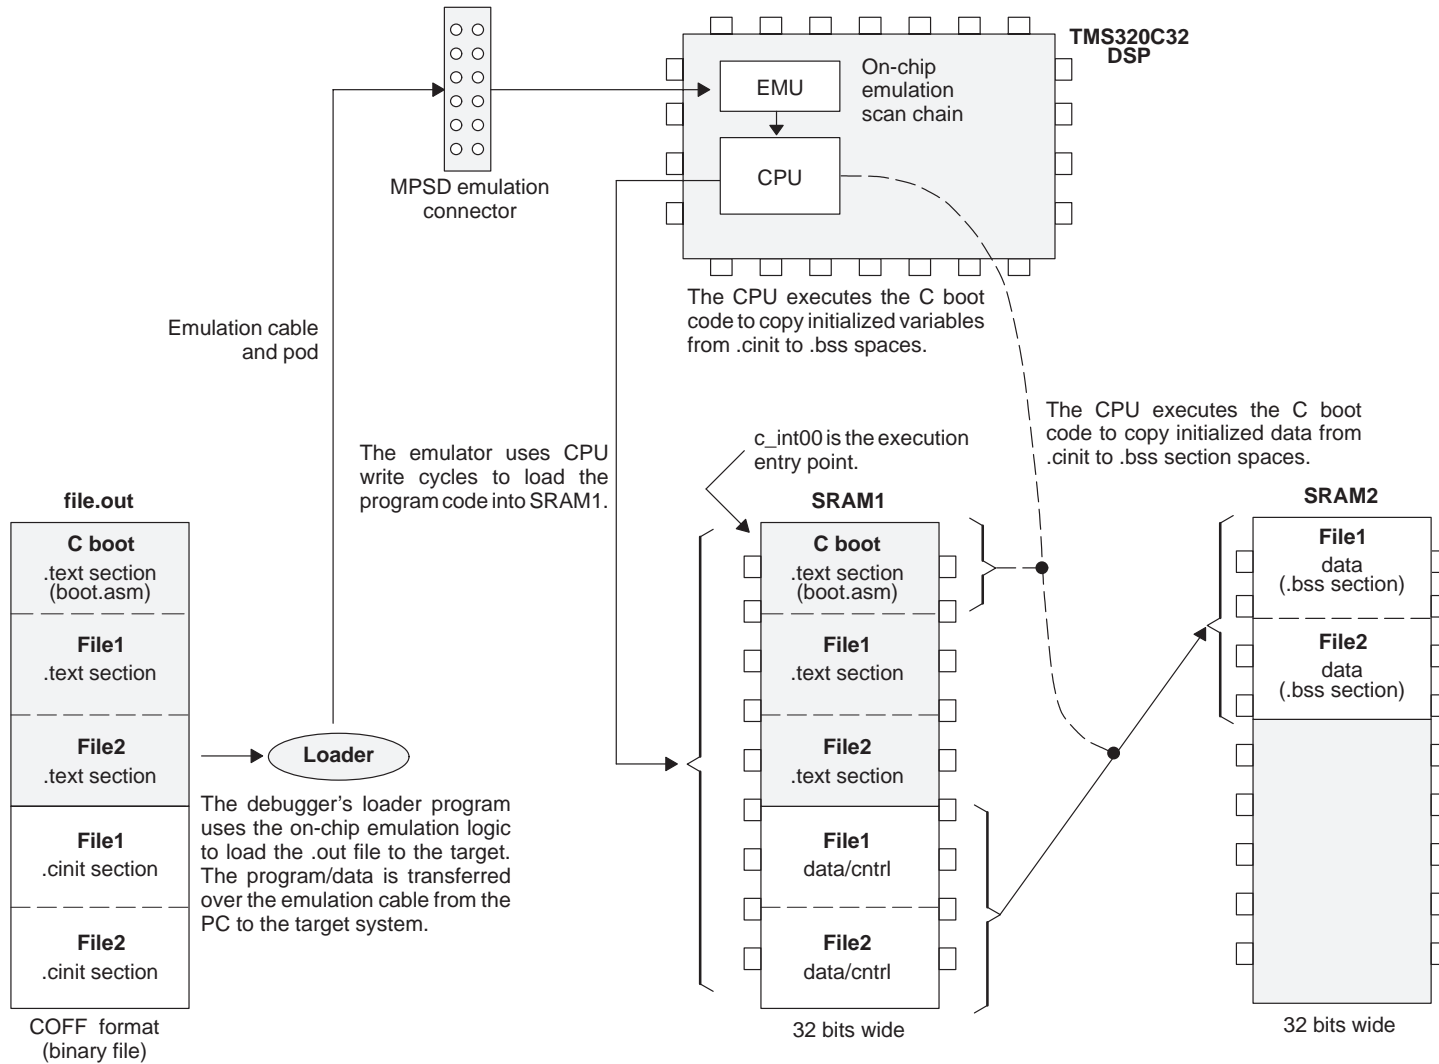 TMS320C32
DSP
EMU
On-chip
emulation
scan chain
CPU
MPSD emulation
connector
The CPU executes the C boot
code to copy initialized variables
from .cinit to .bss spaces.
Emulation cable
and pod
The CPU executes the C boot
code to copy initialized data from
.cinit to .bss section spaces.
c_int00 is the execution
entry point.
The emulator uses CPU
write cycles to load the
program code into SRAM1.
file.out
C boot
.text section
(boot.asm)
File1
.text section
File2
.text section
File1
.cinit section
File2
.cinit section
COFF format
(binary file)
Loader
The debugger's loader program
uses the on-chip emulation logic
to load the .out file to the target.
The program/data is transferred
over the emulation cable from the
PC to the target system.
SRAM1
C boot
.text section
(boot.asm)
File1
.text section
File2
.text section
File1
data/cntrl
File2
data/cntrl
32 bits wide
SRAM2
File1
data
(.bss section)
File2
data
(.bss section)
32 bits wide